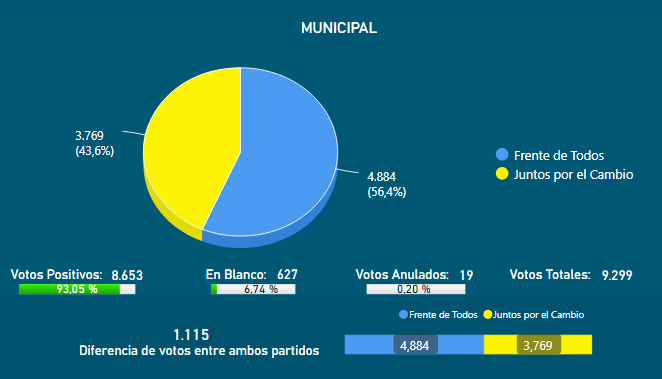 MUNICIPAL
3.769
(43,6%)
4.884
(56,4%)
Frente de Todos
Juntos por el Cambio
Votos Positivos: 8.653
93,05 %
En Blanco: 627
6,74 %
Votos Anulados: 19
0,20 %
Votos Totales: 9.299
1.115
Diferencia de votos entre ambos partidos
Frente de Todos Juntos por el Cambio
4,884 3,769